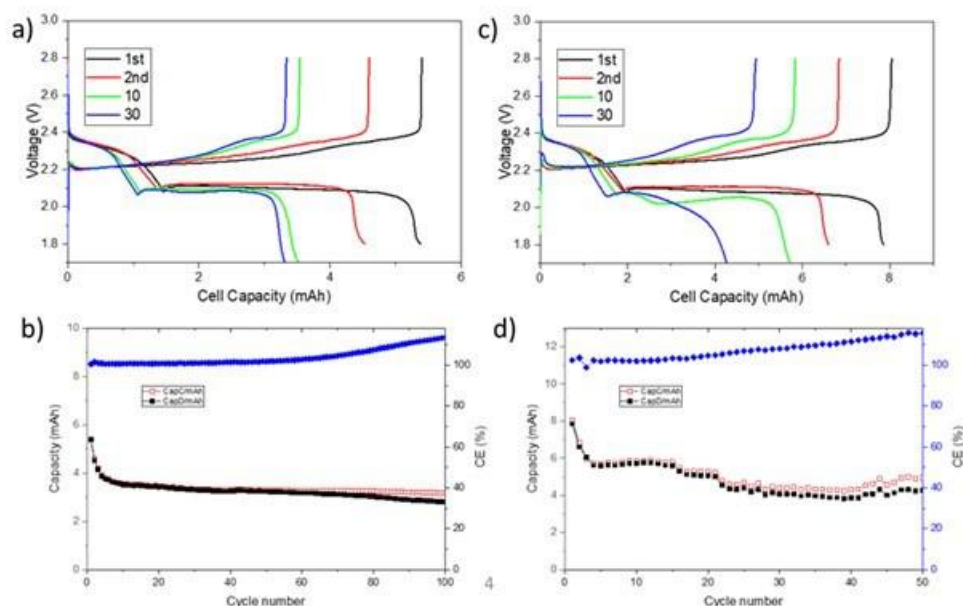 a)
3.0
2.8
2.6
2.4
2.2
2.0
1.8
Voltage (V)
1st
2nd
10
30
0 2 4 6
Cell Capacity (mAh)
c)
3.0
2.8
2.6
2.4
2.2
2.0
1.8
Voltage (V)
1st
2nd
10
30
0 2 4 6 8
Cell Capacity (mAh)
b)
10
8
6
4
2
0
Capacity (mAh)
CapC/mAh
CapD/mAh
100
80
60
40
20
0
CE (%)
0 20 40 60 80 100
Cycle number
4
d)
12
10
8
6
4
2
0
Capacity (mAh)
CapC/mAh
CapD/mAh
100
80
60
40
20
0
CE (%)
0 10 20 30 40 50
Cycle number